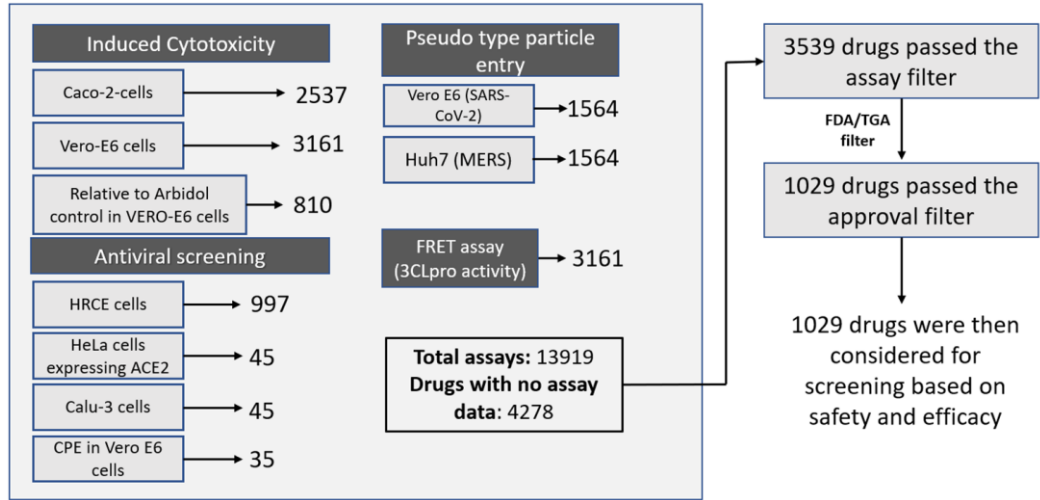 Induced Cytotoxicity
Caco-2-cells
2537
Vero-E6 cells
3161
Relative to Arbidol
control in VERO-E6 cells
810
Antiviral screening
HRCE cells
997
HeLa cells
expressing ACE2
45
Calu-3 cells
45
CPE in Vero E6
cells
35
Pseudo type particle
entry
Vero E6 (SARS-
CoV-2)
1564
Huh7 (MERS)
1564
FRET assay
(3CLpro activity)
3161
Total assays: 13919
Drugs with no assay
data: 4278
3539 drugs passed the
assay filter
FDA/TGA
filter
1029 drugs passed the
approval filter
1029 drugs were then
considered for
screening based on
safety and efficacy